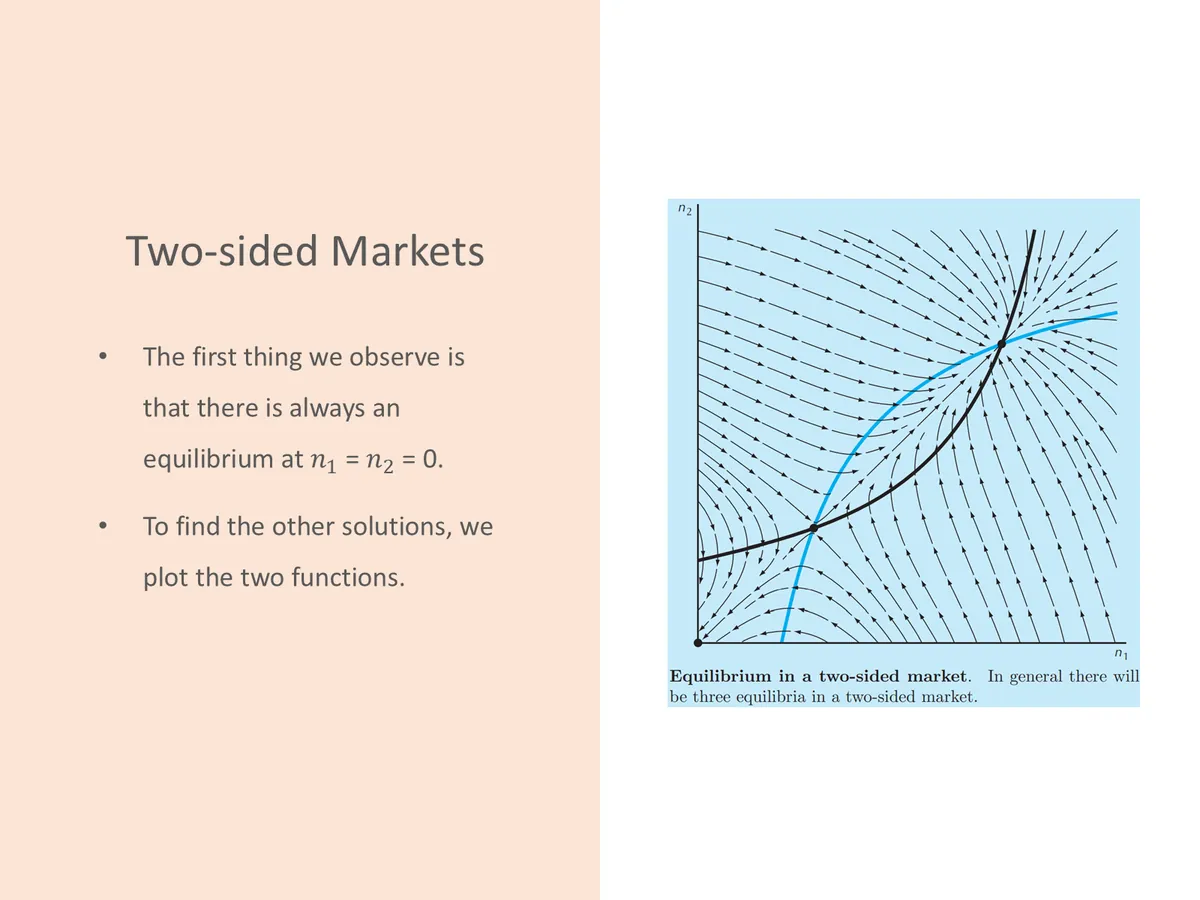 Two-sided Markets
• The first thing we observe is
that there is always an
equilibrium at 𝑛₁ = 𝑛₂ = 0.
• To find the other solutions, we
plot the two functions.
n₂
n₁
Equilibrium in a two-sided market. In general there will
be three equilibria in a two-sided market.